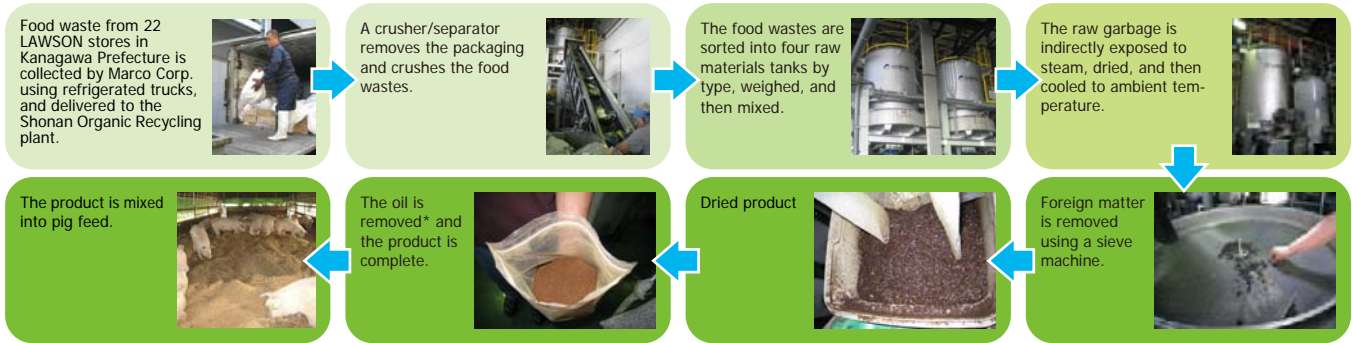 Food waste from 22
LAWSON stores in
Kanagawa Prefecture is
collected by Marco Corp.
using refrigerated trucks,
and delivered to the
Shonan Organic Recycling
plant.
A crusher/separator
removes the packaging
and crushes the food
wastes.
The food wastes are
sorted into four raw
materials tanks by
type, weighed, and
then mixed.
The raw garbage is
indirectly exposed to
steam, dried, and then
cooled to ambient tem-
perature.
Foreign matter
is removed
using a sieve
machine.
Dried product
The oil is
removed* and
the product is
complete.
The product is mixed
into pig feed.